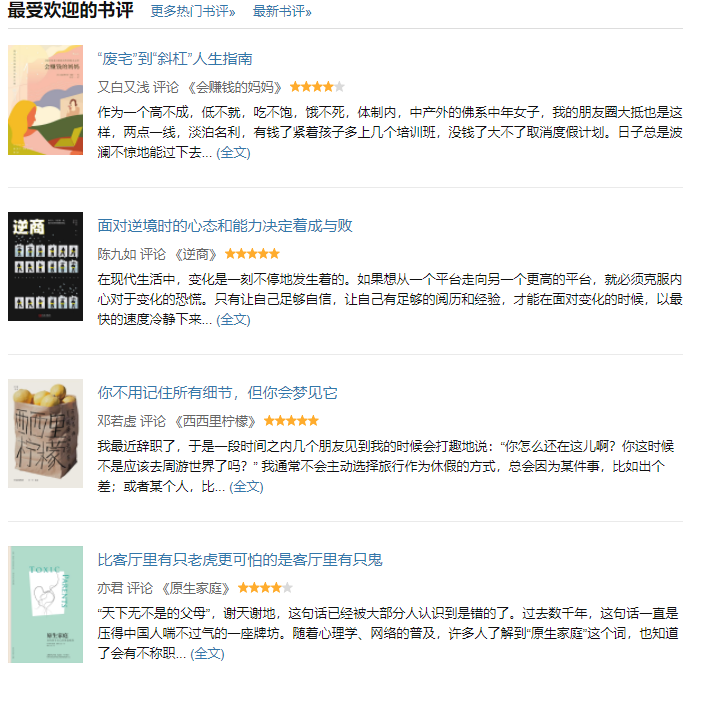 最受欢迎的书评 更多热门书评» 最新书评»
“废宅”到“斜杠”人生指南
又白又浅 评论 《会赚钱的妈妈》
作为一个高不成，低不就，吃不饱，饿不死，体制内，中产外的佛系中年女子，我的朋友圈大抵也是这
样，两点一线，淡泊名利，有钱了紧着孩子多上几个培训班，没钱了大不了取消度假计划。日子总是波
澜不惊地能过下去... (全文)
逆商
面对逆境时的心态和能力决定着成与败
陈九如 评论 《逆商》
在现代生活中，变化是一刻不停地发生着的。如果想从一个平台走向另一个更高的平台，就必须克服内
心对于变化的恐慌。只有让自己足够自信，让自己有足够的阅历和经验，才能在面对变化的时候，以最
快的速度冷静下来... (全文)
西西里
柠檬
你不用记住所有细节，但你会梦见它
邓若虚 评论 《西西里柠檬》
我最近辞职了，于是一段时间之内几个朋友见到我的时候会打趣地说：“你怎么还在这儿啊？你这时候
不是应该去周游世界了吗？” 我通常不会主动选择旅行作为休假的方式，总会因为某件事，比如出个
差；或者某个人，比... (全文)
TOXIC
PARENTS
原生家庭
比客厅里有只老虎更可怕的是客厅里有只鬼
亦君 评论 《原生家庭》
“天下无不是的父母”，谢天谢地，这句话已经被大部分人认识到是错的了。过去数千年，这句话一直是
压得中国人喘不过气的一座牌坊。随着心理学、网络的普及，许多人了解到“原生家庭”这个词，也知道
了会有不称职... (全文)